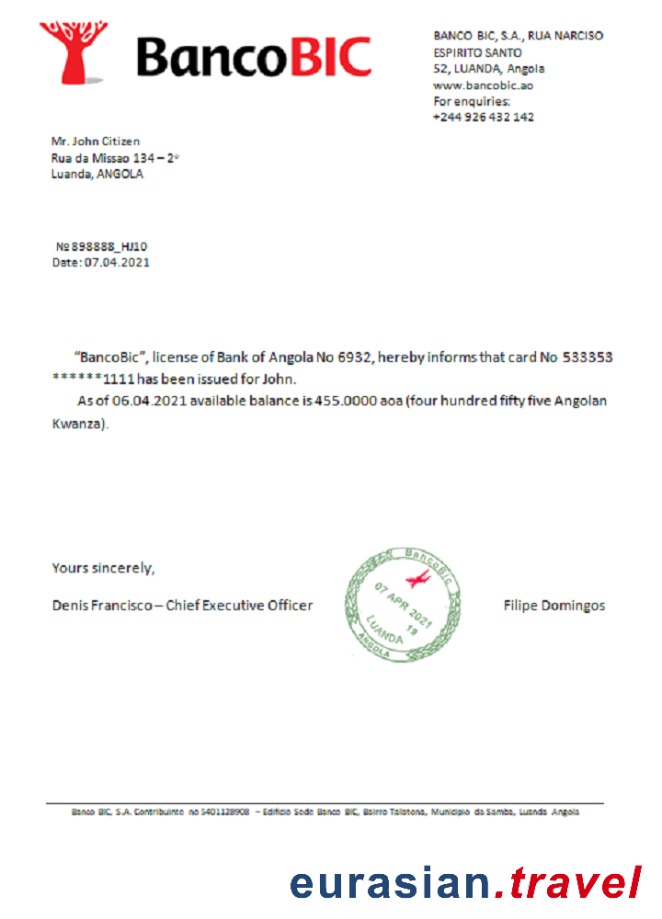 BancoBIC
BANCO BIC, S.A., RUA NARCISO
ESPIRITO SANTO
52, LUANDA, Angola
www.bancobic.ao
For enquiries:
+244 926 432 142
Mr. John Citizen
Rua da Missao 134 – 2º
Luanda, ANGOLA
№ 898888_HJ10
Date: 07.04.2021
“BancoBic”, license of Bank of Angola No 6932, hereby informs that card No 533353
******1111 has been issued for John.
As of 06.04.2021 available balance is 455.0000 aoa (four hundred fifty five Angolan
Kwanza).
Yours sincerely,
Denis Francisco – Chief Executive Officer
BancoBic
07 APR 2021
19
LUANDA
ANGOLA
Filipe Domingos
Banco BIC, S.A. Contribuinte no 5401128908 – Edificio Sede Banco BIC, Bairro Talatona, Municipio da Samba, Luanda Angola
eurasian.travel